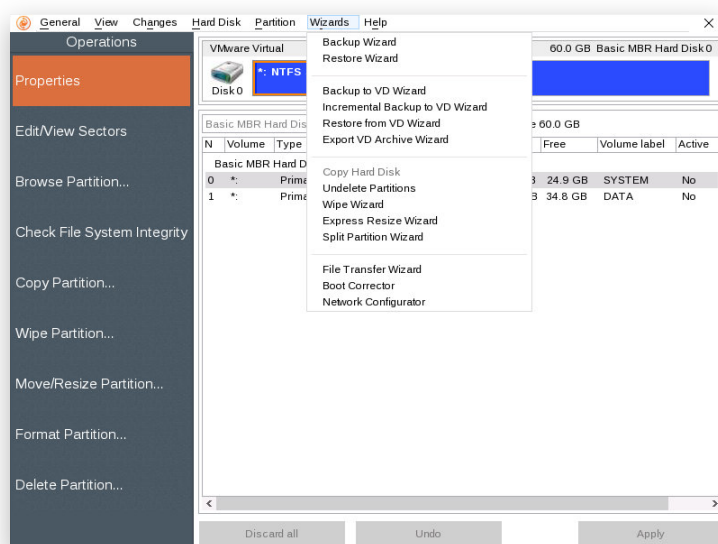 General View Changes Hard Disk Partition Wizards Help
Operations
Properties
Edit/View Sectors
Browse Partition...
Check File System Integrity
Copy Partition...
Wipe Partition...
Move/Resize Partition...
Format Partition...
Delete Partition...
VMware Virtual
60.0 GB Basic MBR Hard Disk 0
*: NTFS
Disk 0
Backup Wizard
Restore Wizard
Backup to VD Wizard
Incremental Backup to VD Wizard
Restore from VD Wizard
Export VD Archive Wizard
Copy Hard Disk
Undelete Partitions
Wipe Wizard
Express Resize Wizard
Split Partition Wizard
File Transfer Wizard
Boot Corrector
Network Configurator
Basic MBR Hard Dis
60.0 GB
N Volume Type Free Volume label Active
Basic MBR Hard D
0 *: Prima 24.9 GB SYSTEM No
1 *: Prima B 34.8 GB DATA No
Discard all Undo Apply